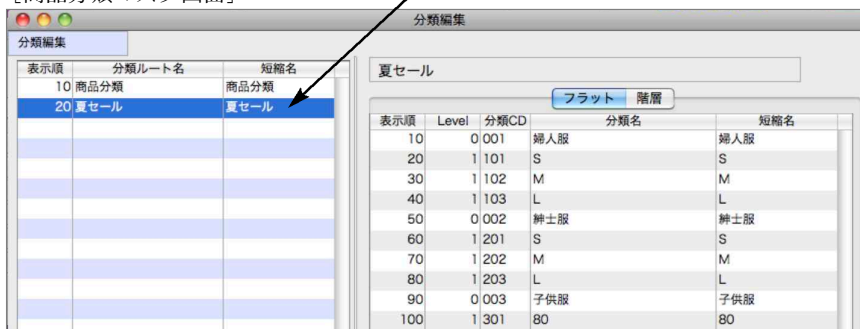 分類編集
分類編集
表示順 分類ルート名 短縮名
10 商品分類 商品分類
20 夏セール 夏セール
夏セール
フラット 階層
表示順 Level 分類CD 分類名 短縮名
10 0 001 婦人服 婦人服
20 1 101 S S
30 1 102 M M
40 1 103 L L
50 0 002 紳士服 紳士服
60 1 201 S S
70 1 202 M M
80 1 203 L L
90 0 003 子供服 子供服
100 1 301 80 80